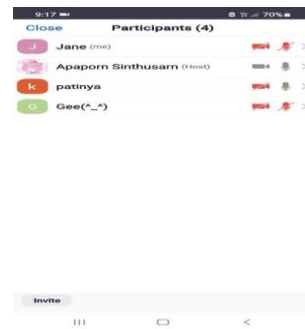 9:17 70%
Close Participants (4)
J Jane (me)
Apaporn Sinthusarn (Host)
k patinya
G Gee(^_^)
Invite